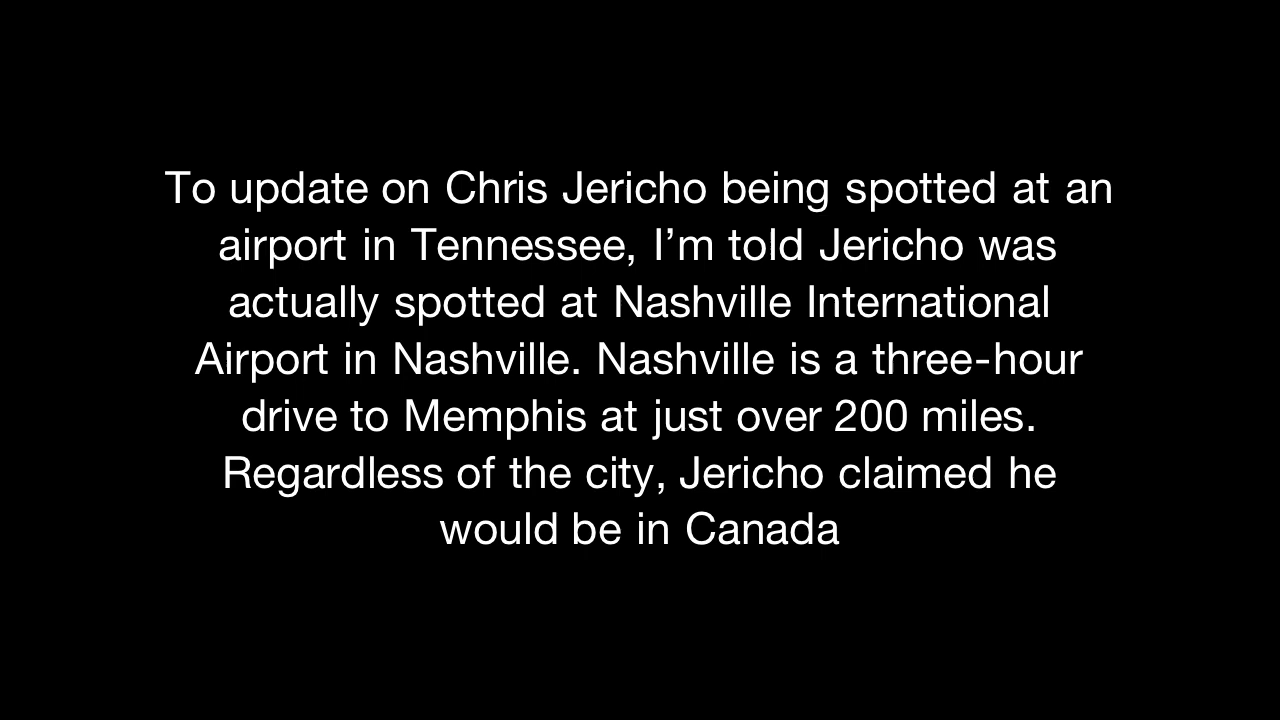 To update on Chris Jericho being spotted at an
airport in Tennessee, I’m told Jericho was
actually spotted at Nashville International
Airport in Nashville. Nashville is a three-hour
drive to Memphis at just over 200 miles.
Regardless of the city, Jericho claimed he
would be in Canada